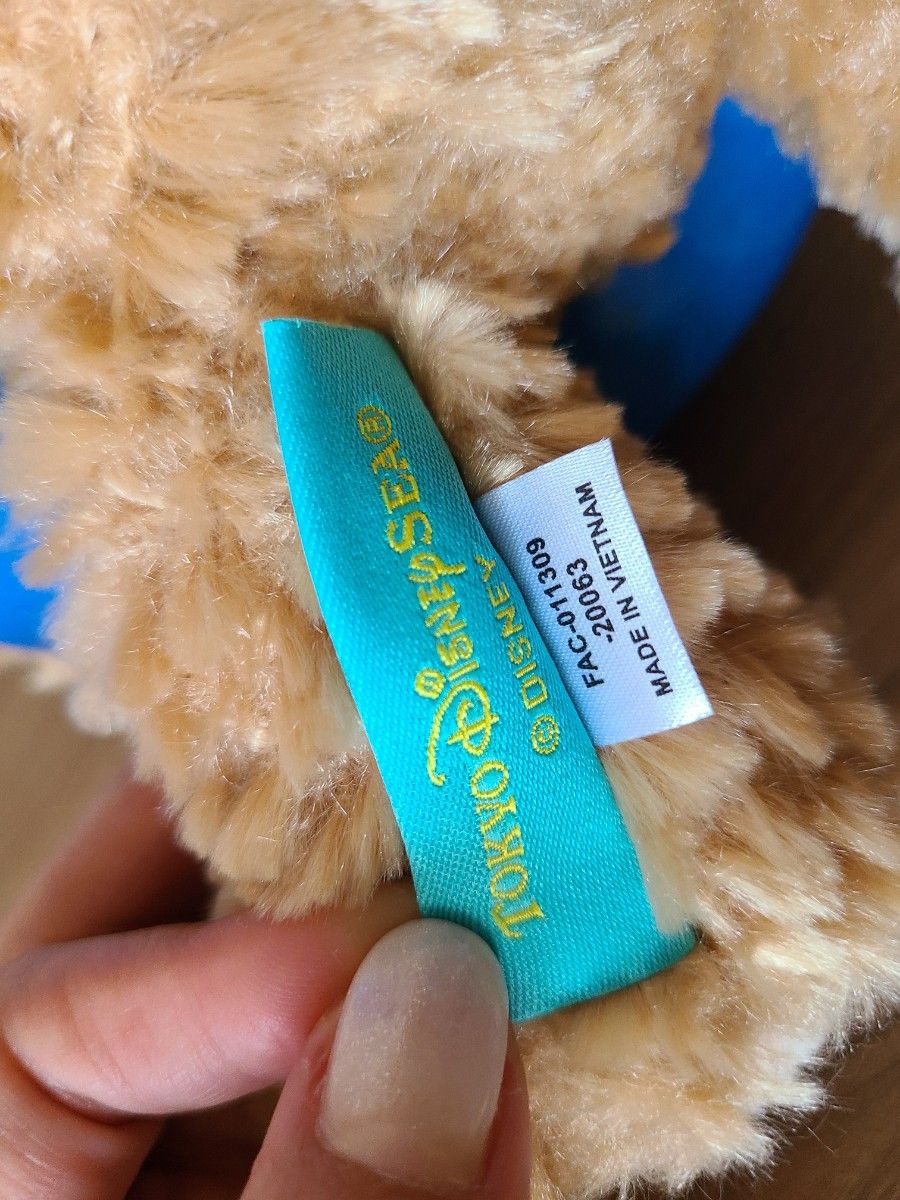 TOKYO DISNEYSEA®
© DISNEY
FAC-011309
-20063
MADE IN VIETNAM